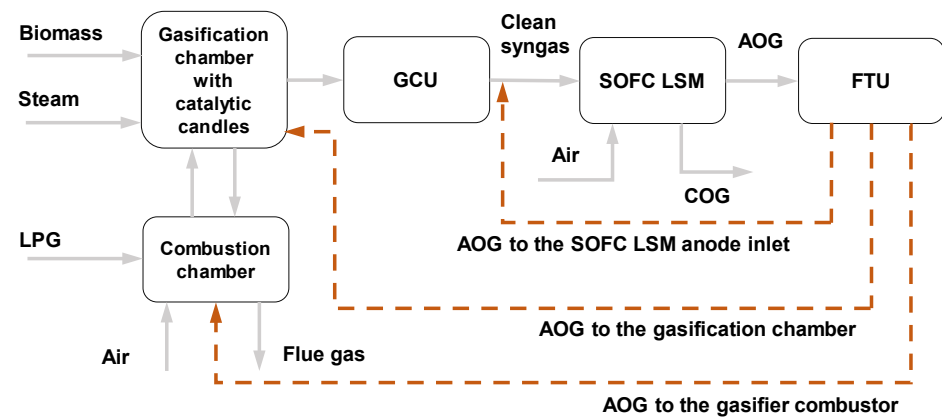 Biomass
Steam
Gasification
chamber
with
catalytic
candles
GCU
Clean
syngas
SOFC LSM
AOG
FTU
Air
COG
AOG to the SOFC LSM anode inlet
LPG
Combustion
chamber
AOG to the gasification chamber
Air
Flue gas
AOG to the gasifier combustor